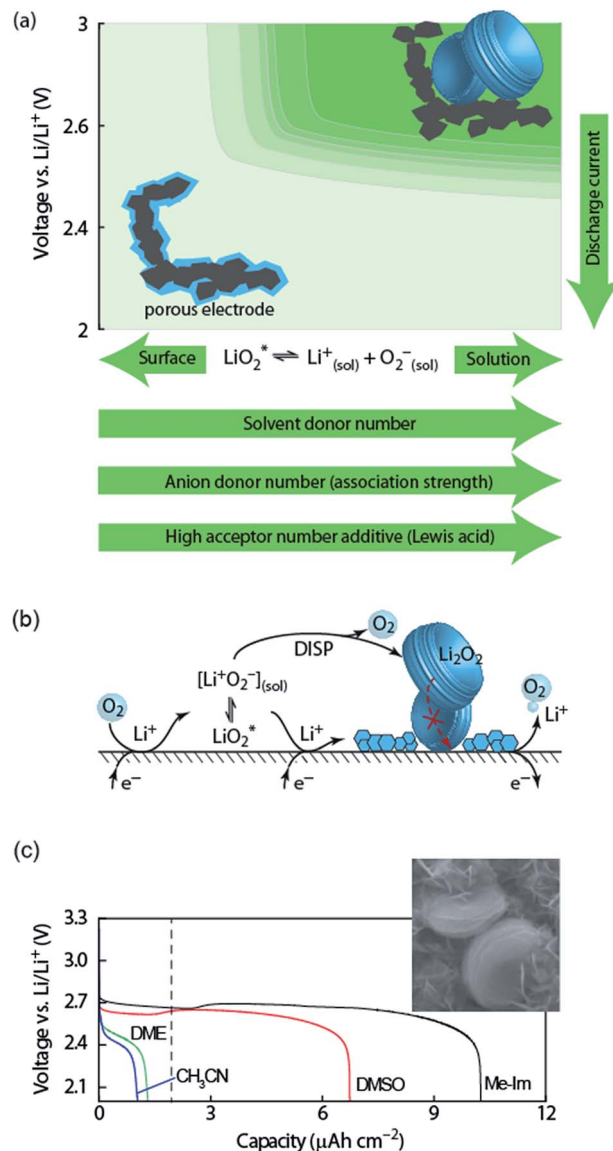 (a)
3
2.6
2.4
2
Voltage vs. Li/Li⁺ (V)
porous electrode
Discharge current
Surface
LiO₂* ⇌ Li⁺(sol) + O₂⁻(sol)
Solution
Solvent donor number
Anion donor number (association strength)
High acceptor number additive (Lewis acid)
(b)
O₂
DISP
Li₂O₂
[Li⁺O₂⁻](sol)
O₂
O₂
Li⁺
⇌
Li⁺
Li⁺
LiO₂*
e⁻
e⁻
e⁻
(c)
3.3
3.0
2.7
2.4
2.1
Voltage vs. Li/Li⁺ (V)
DME
CH₃CN
DMSO
Me-Im
0
3
6
9
12
Capacity (μAh cm⁻²)